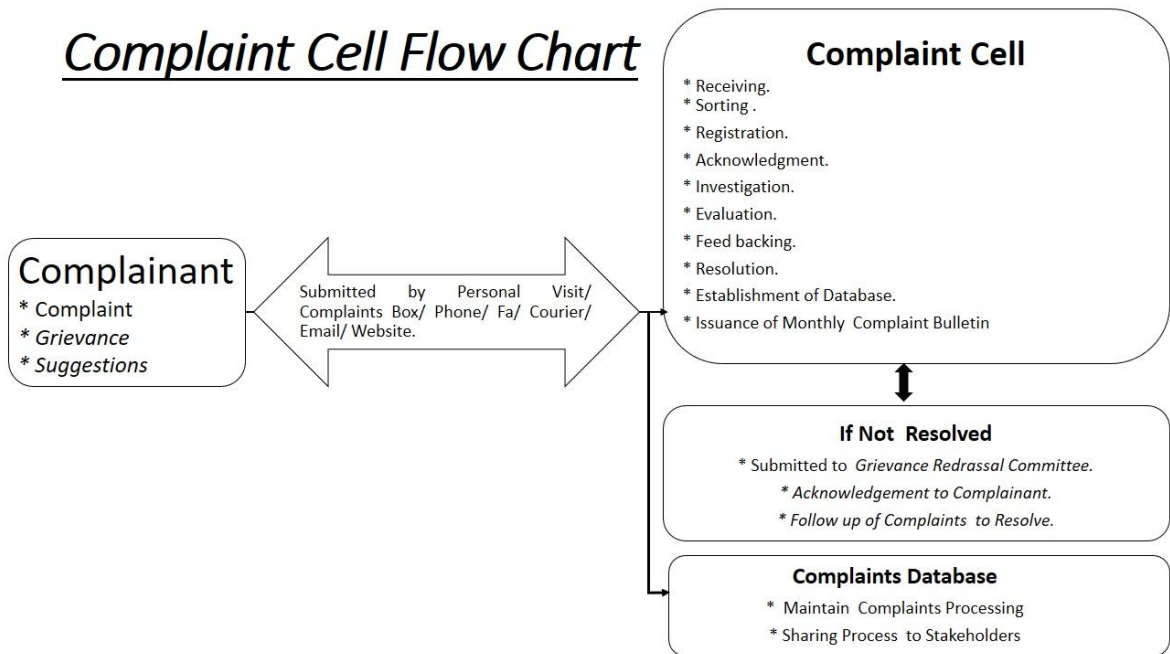 Complaint Cell Flow Chart
Complainant
* Complaint
* Grievance
* Suggestions
Submitted by Personal Visit/
Complaints Box/ Phone/ Fa/ Courier/
Email/ Website.
Complaint Cell
* Receiving.
* Sorting .
* Registration.
* Acknowledgment.
* Investigation.
* Evaluation.
* Feed backing.
* Resolution.
* Establishment of Database.
* Issuance of Monthly Complaint Bulletin
If Not Resolved
* Submitted to Grievance Redrassal Committee.
* Acknowledgement to Complainant.
* Follow up of Complaints to Resolve.
Complaints Database
* Maintain Complaints Processing
* Sharing Process to Stakeholders